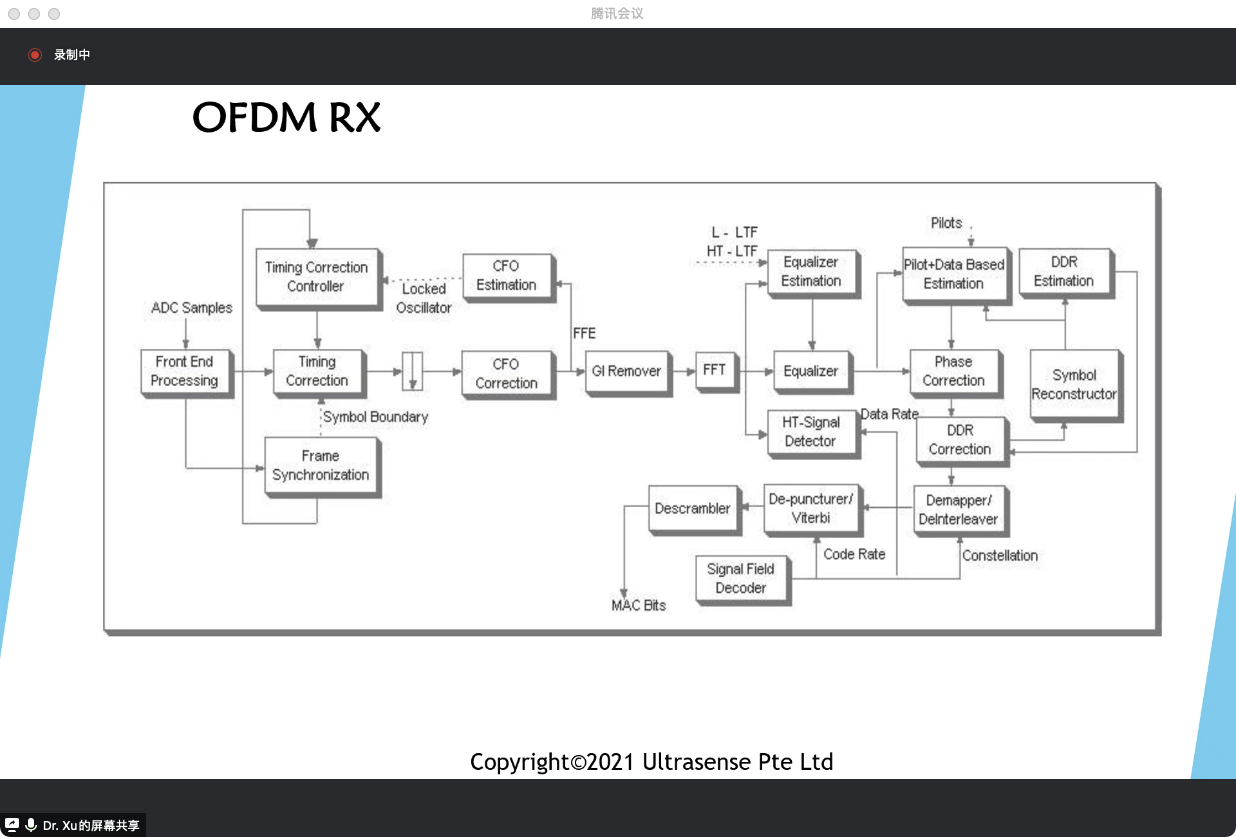 腾讯会议
录制中
OFDM RX
L - LTF
HT - LTF
Pilots
Timing Correction
Controller
CFO
Estimation
Locked
Oscillator
Equalizer
Estimation
Pilot+Data Based
Estimation
DDR
Estimation
ADC Samples
FFE
Front End
Processing
Timing
Correction
CFO
Correction
GI Remover
FFT
Equalizer
Phase
Correction
Symbol
Reconstructor
Symbol Boundary
HT-Signal
Detector
Data Rate
DDR
Correction
Frame
Synchronization
Descrambler
De-puncturer/
Viterbi
Demapper/
DeInterleaver
Code Rate
Constellation
Signal Field
Decoder
MAC Bits
Copyright©2021 Ultrasense Pte Ltd
Dr. Xu的屏幕共享